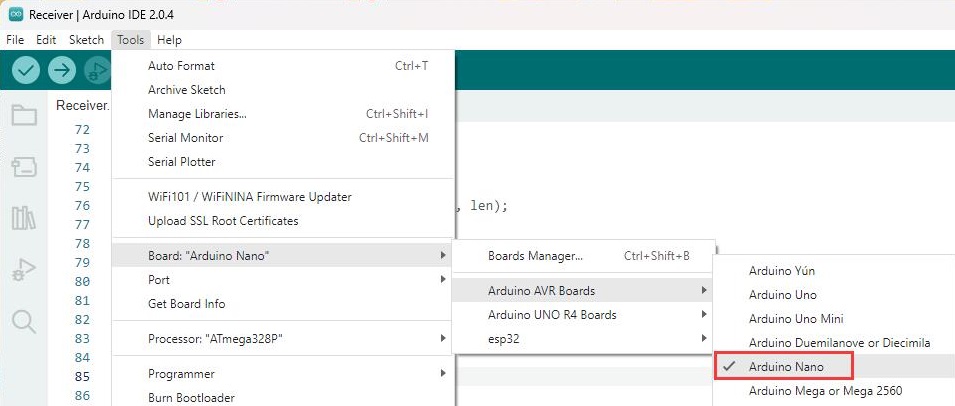 Receiver | Arduino IDE 2.0.4
File Edit Sketch Tools Help
Auto Format Ctrl+T
Archive Sketch
Manage Libraries... Ctrl+Shift+I
Serial Monitor Ctrl+Shift+M
Serial Plotter
WiFi101 / WiFiNINA Firmware Updater
Upload SSL Root Certificates
Board: "Arduino Nano"
Port
Get Board Info
Processor: "ATmega328P"
Programmer
Burn Bootloader
Receiver.
72
73
74
75
76
, len);
77
78
79
80
81
82
83
84
85
86
Boards Manager... Ctrl+Shift+B
Arduino AVR Boards
Arduino UNO R4 Boards
esp32
Arduino Yún
Arduino Uno
Arduino Uno Mini
Arduino Duemilanove or Diecimila
Arduino Nano
Arduino Mega or Mega 2560